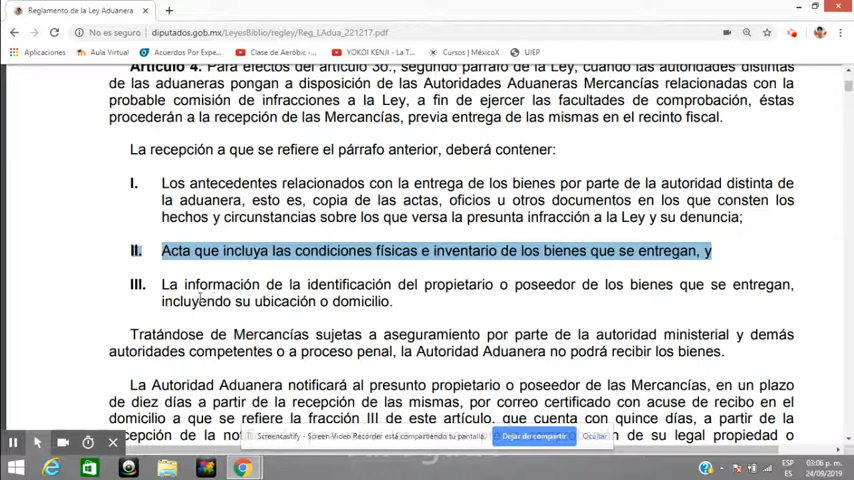 Reglamento de la Ley Aduanera
No es seguro | diputados.gob.mx/LeyesBiblio/regley/Reg_LAdua_221217.pdf
Aplicaciones Aula Virtual Acuerdos Por Expe... Clase de Aeróbic -... YOKOI KENJI - La T... Cursos | MéxicoX UIEP
Artículo 4. Para efectos del artículo 3o., segundo párrafo de la Ley, cuando las autoridades distintas
de las aduaneras pongan a disposición de las Autoridades Aduaneras Mercancías relacionadas con la
probable comisión de infracciones a la Ley, a fin de ejercer las facultades de comprobación, éstas
procederán a la recepción de las Mercancías, previa entrega de las mismas en el recinto fiscal.
La recepción a que se refiere el párrafo anterior, deberá contener:
I. Los antecedentes relacionados con la entrega de los bienes por parte de la autoridad distinta de
la aduanera, esto es, copia de las actas, oficios u otros documentos en los que consten los
hechos y circunstancias sobre los que versa la presunta infracción a la Ley y su denuncia;
II. Acta que incluya las condiciones físicas e inventario de los bienes que se entregan, y
III. La información de la identificación del propietario o poseedor de los bienes que se entregan,
incluyendo su ubicación o domicilio.
Tratándose de Mercancías sujetas a aseguramiento por parte de la autoridad ministerial y demás
autoridades competentes o a proceso penal, la Autoridad Aduanera no podrá recibir los bienes.
La Autoridad Aduanera notificará al presunto propietario o poseedor de las Mercancías, en un plazo
de diez días a partir de la recepción de las mismas, por correo certificado con acuse de recibo en el
domicilio a que se refiere la fracción III de este artículo, que cuenta con quince días, a partir de la
recepción de la de su legal propiedad o
Screencastify - Screen Video Recorder está compartiendo tu pantalla. Dejar de compartir Ocultar
ESP 03:06 p. m.
ES 24/09/2019